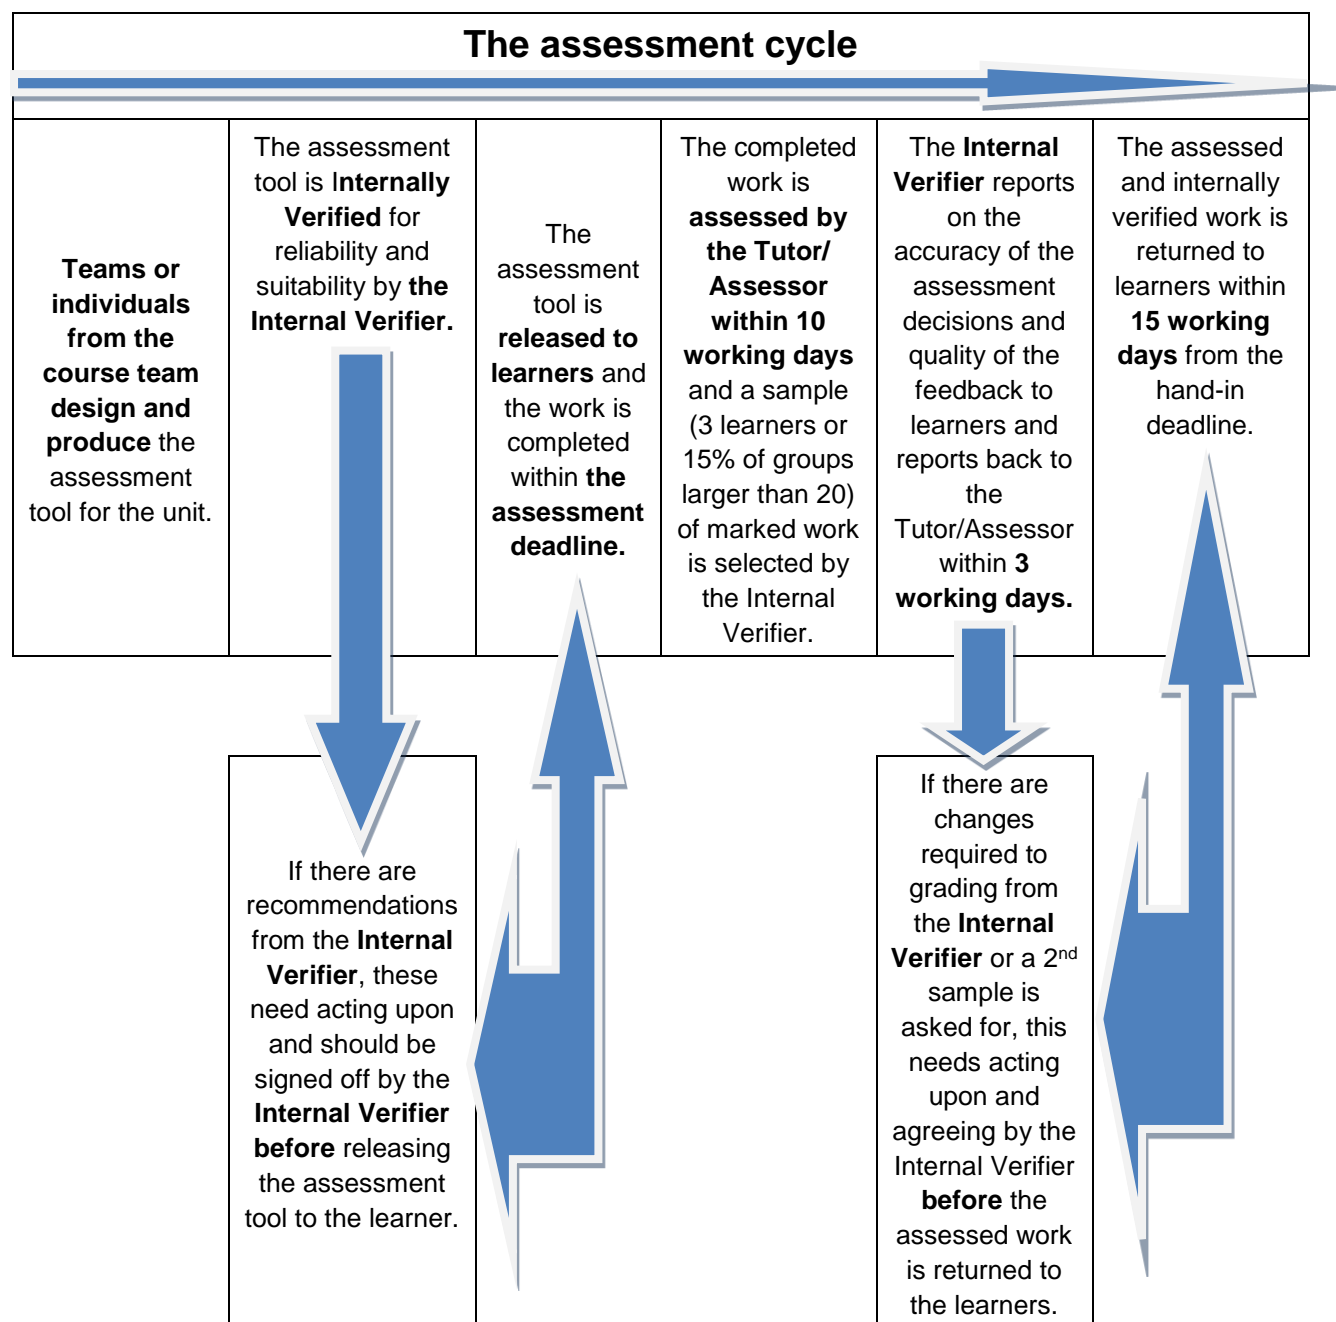 The assessment cycle
Teams or
individuals
from the
course team
design and
produce the
assessment
tool for the unit.
The assessment
tool is Internally
Verified for
reliability and
suitability by the
Internal Verifier.
The
assessment
tool is
released to
learners and
the work is
completed
within the
assessment
deadline.
The completed
work is
assessed by
the Tutor/
Assessor
within 10
working days
and a sample
(3 learners or
15% of groups
larger than 20)
of marked work
is selected by
the Internal
Verifier.
The Internal
Verifier reports
on the
accuracy of the
assessment
decisions and
quality of the
feedback to
learners and
reports back to
the
Tutor/Assessor
within 3
working days.
The assessed
and internally
verified work is
returned to
learners within
15 working
days from the
hand-in
deadline.
If there are
recommendations
from the Internal
Verifier, these
need acting upon
and should be
signed off by the
Internal Verifier
before releasing
the assessment
tool to the learner.
If there are
changes
required to
grading from
the Internal
Verifier or a 2nd
sample is
asked for, this
needs acting
upon and
agreeing by the
Internal Verifier
before the
assessed work
is returned to
the learners.